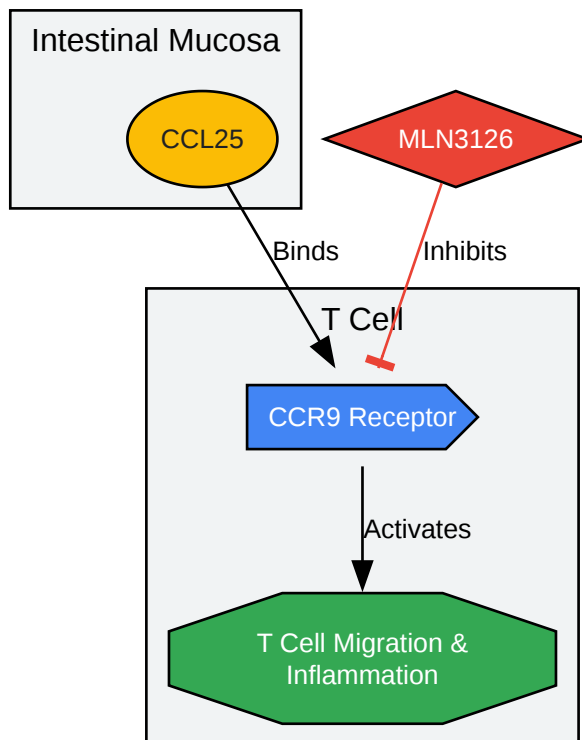 Intestinal Mucosa
CCL25
MLN3126
Binds
Inhibits
T Cell
CCR9 Receptor
Activates
T Cell Migration &
Inflammation